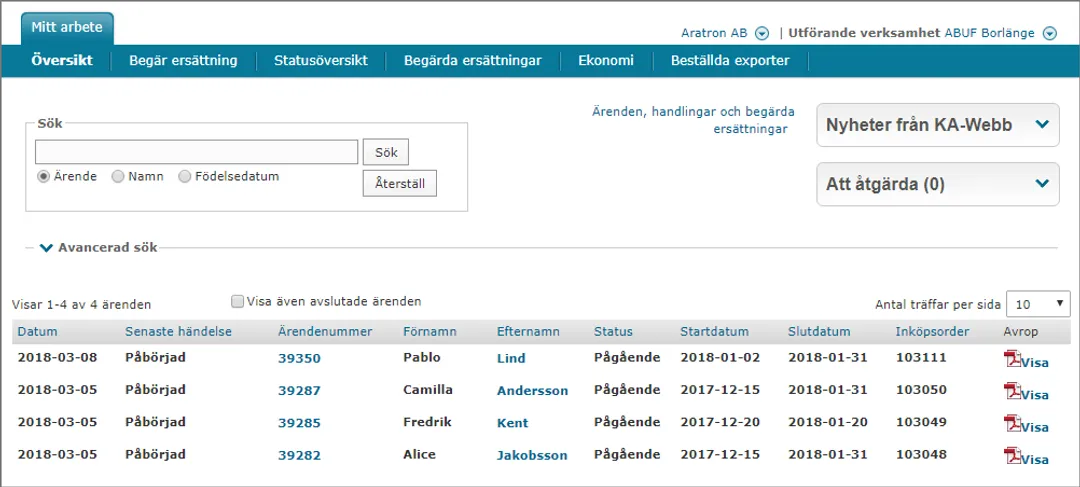 Mitt arbete
Aratron AB | Utförande verksamhet ABUF Borlänge
Översikt Begär ersättning Statusöversikt Begärda ersättningar Ekonomi Beställda exporter
Sök
Sök
Ärende Namn Födelsedatum
Återställ
Ärenden, handlingar och begärda
ersättningar
Nyheter från KA-Webb
Att åtgärda (0)
Avancerad sök
Visar 1-4 av 4 ärenden Visa även avslutade ärenden Antal träffar per sida 10
Datum Senaste händelse Ärendenummer Förnamn Efternamn Status Startdatum Slutdatum Inköpsorder Avrop
2018-03-08 Påbörjad 39350 Pablo Lind Pågående 2018-01-02 2018-01-31 103111 Visa
2018-03-05 Påbörjad 39287 Camilla Andersson Pågående 2017-12-15 2018-01-31 103050 Visa
2018-03-05 Påbörjad 39285 Fredrik Kent Pågående 2017-12-20 2018-01-20 103049 Visa
2018-03-05 Påbörjad 39282 Alice Jakobsson Pågående 2017-12-15 2018-01-31 103048 Visa